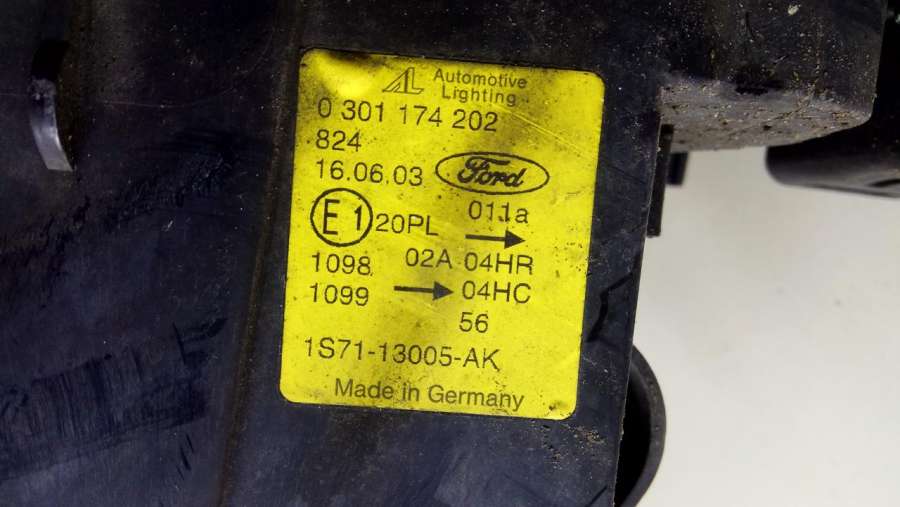 AL Automotive
Lighting
0 301 174 202
824
16.06.03 Ford
E1 20PL 011a
→
1098 02A 04HR
1099 → 04HC
56
1S71-13005-AK
Made in Germany